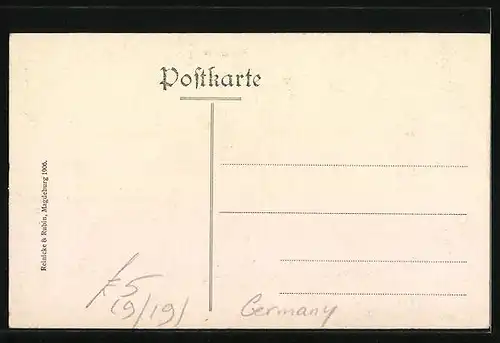 Postkarte
Reinicke & Rubin, Magdeburg 1906.
£5
(9/19)
Germany